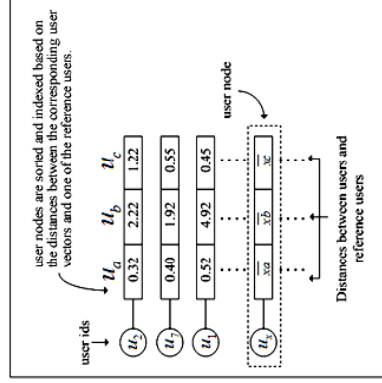 user nodes are soried and indexed based on
the distances between the corresponding user
vectors and one of the reference users.
user ids
u_a u_b u_c
u_2 0.32 2.22 1.22
u_7 0.40 1.92 0.55
u_1 0.52 4.92 0.45
user node
u_x xa xb xc
Distances between users and
reference users